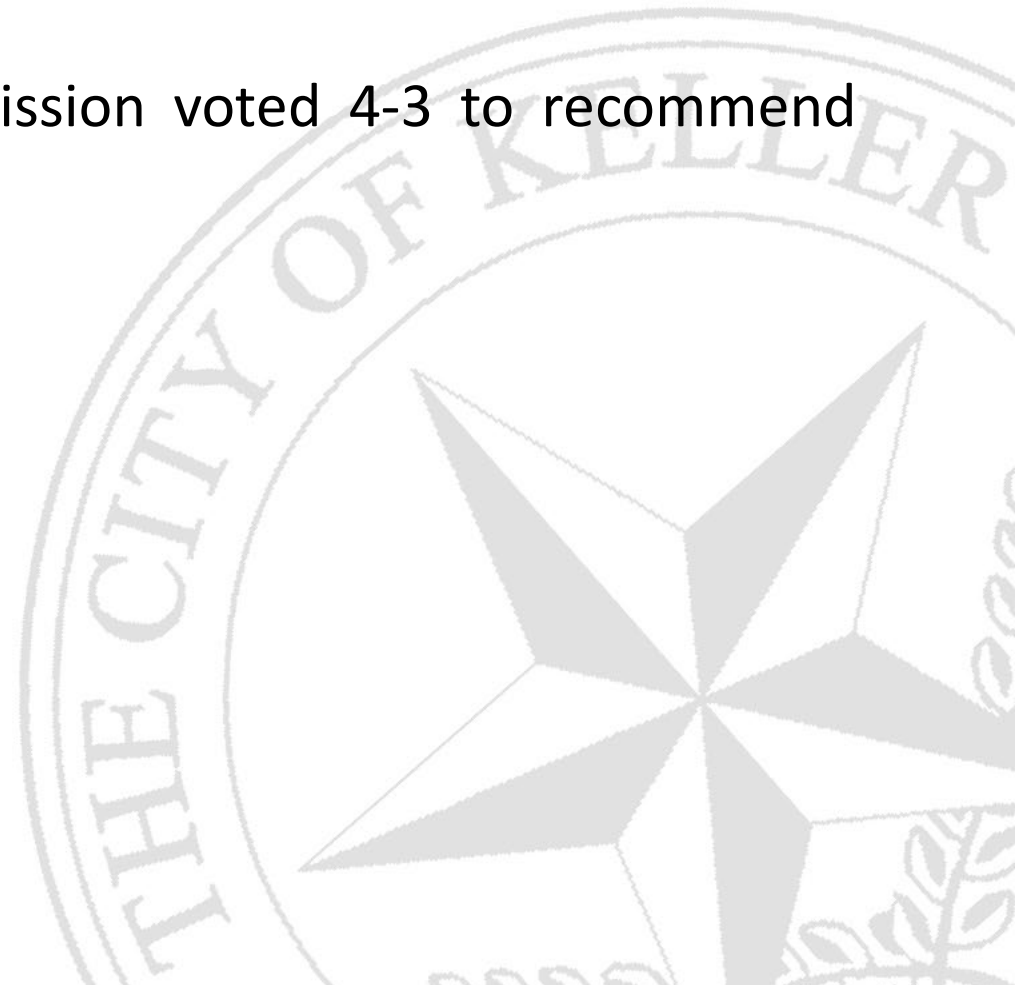 ission voted 4-3 to recommend
THE CITY OF KELLER